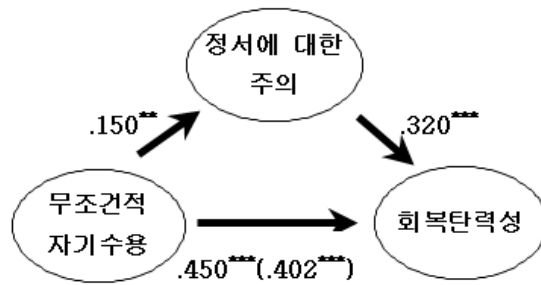 정서에 대한
주의
.150**
.320***
무조건적
자기수용
회복탄력성
.450***(.402***)